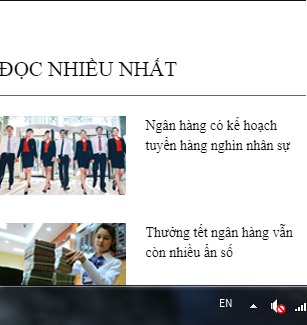 ĐỌC NHIỀU NHẤT
Ngân hàng có kế hoạch
tuyển hàng nghìn nhân sự
Thưởng tết ngân hàng vẫn
còn nhiều ẩn số
EN